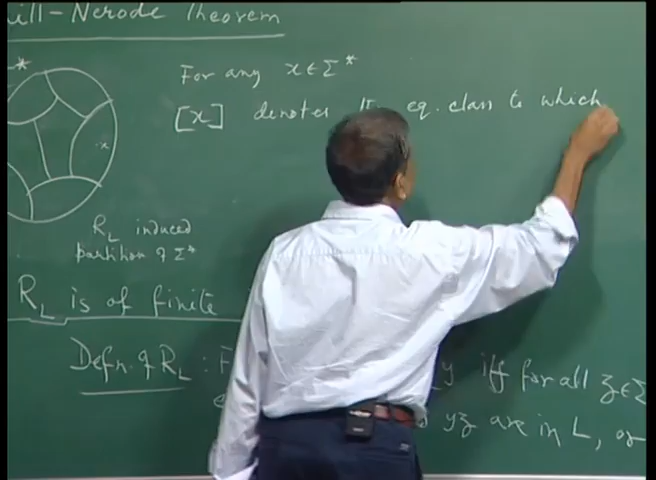 ill-Nerode Theorem
*
For any x ∈ Σ*
[x] denotes the eq. class to which
.x
R_L induced
partition of Σ*
R_L is of finite
Defn. of R_L : F y iff for all z ∈ Σ
yz are in L, or